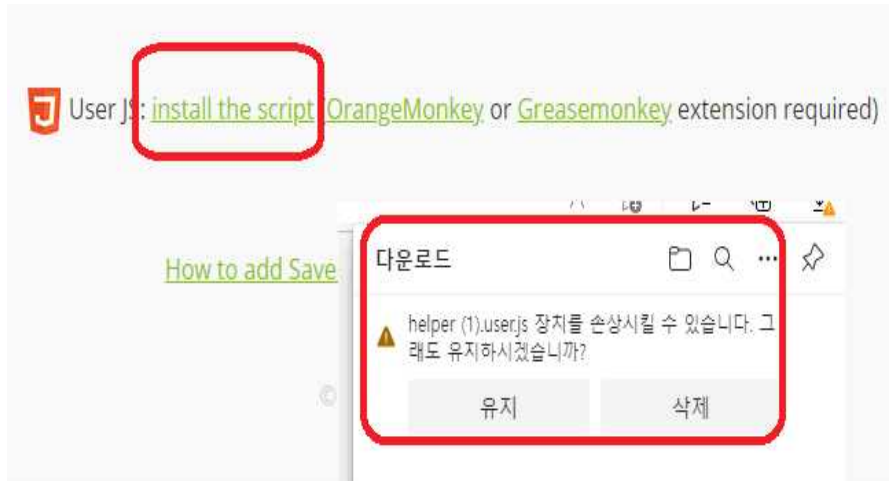 User JS: install the script (OrangeMonkey or Greasemonkey extension required)
How to add Save
다운로드
helper (1).user.js 장치를 손상시킬 수 있습니다. 그
래도 유지하시겠습니까?
유지 삭제
©